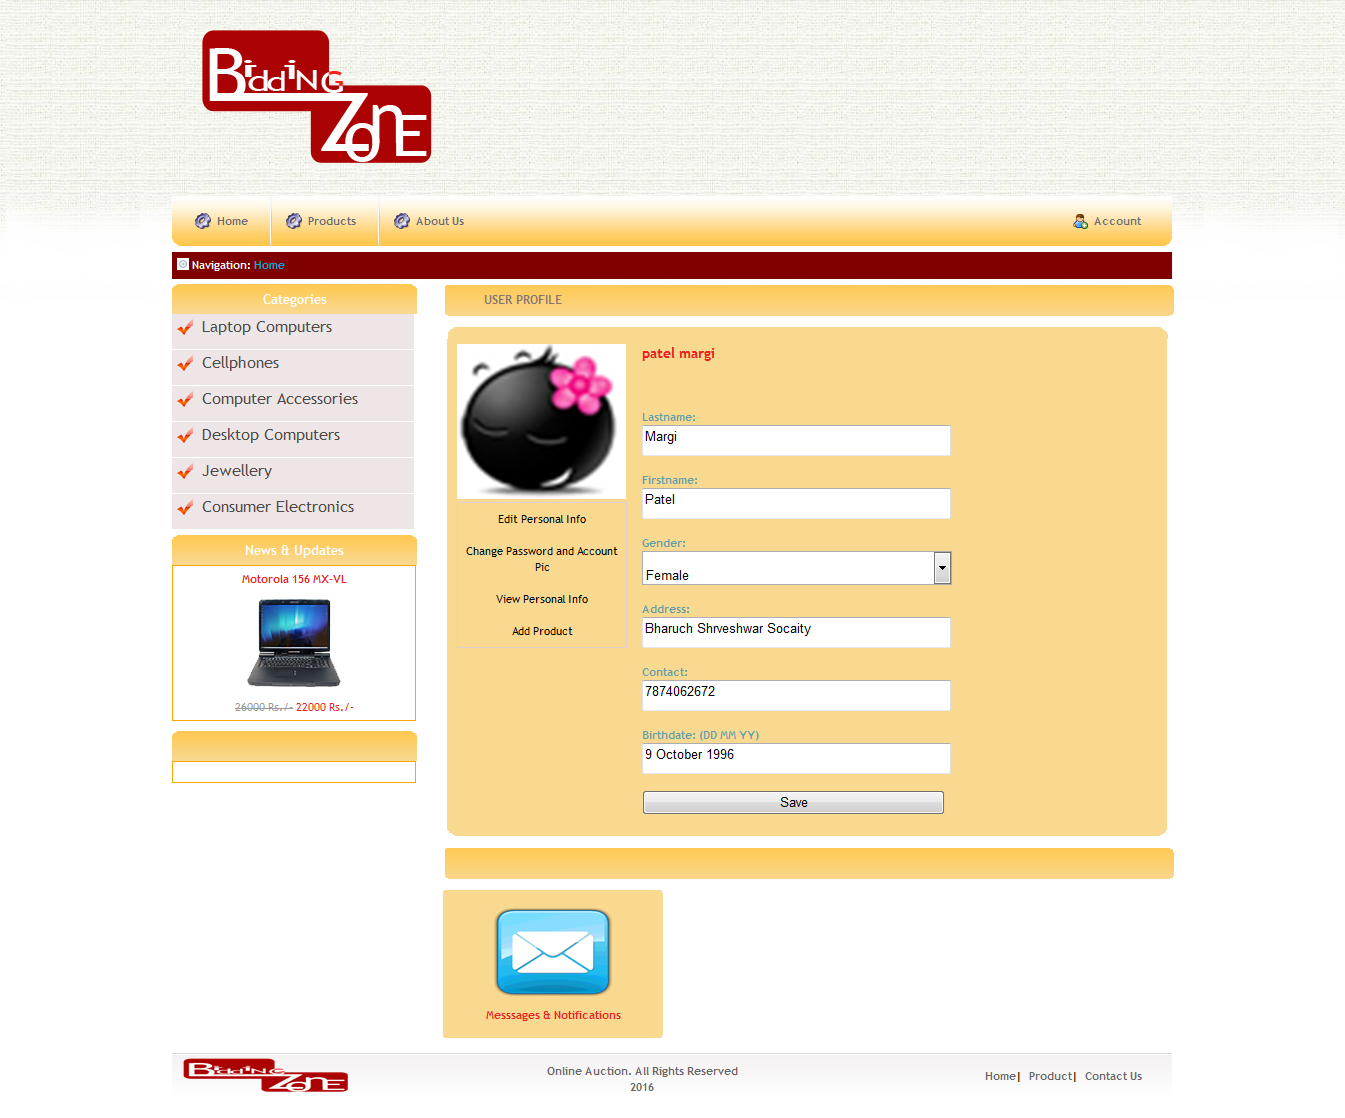 BiddiNG
ZonE
Home
Products
About Us
Account
Navigation: Home
Categories
Laptop Computers
Cellphones
Computer Accessories
Desktop Computers
Jewellery
Consumer Electronics
News & Updates
Motorola 156 MX-VL
26000 Rs./- 22000 Rs./-
USER PROFILE
Edit Personal Info
Change Password and Account
Pic
View Personal Info
Add Product
patel margi
Lastname:
Margi
Firstname:
Patel
Gender:
Female
Address:
Bharuch Shrveshwar Socaity
Contact:
7874062672
Birthdate: (DD MM YY)
9 October 1996
Save
Messsages & Notifications
BiddiNG
ZonE
Online Auction. All Rights Reserved
2016
Home| Product| Contact Us